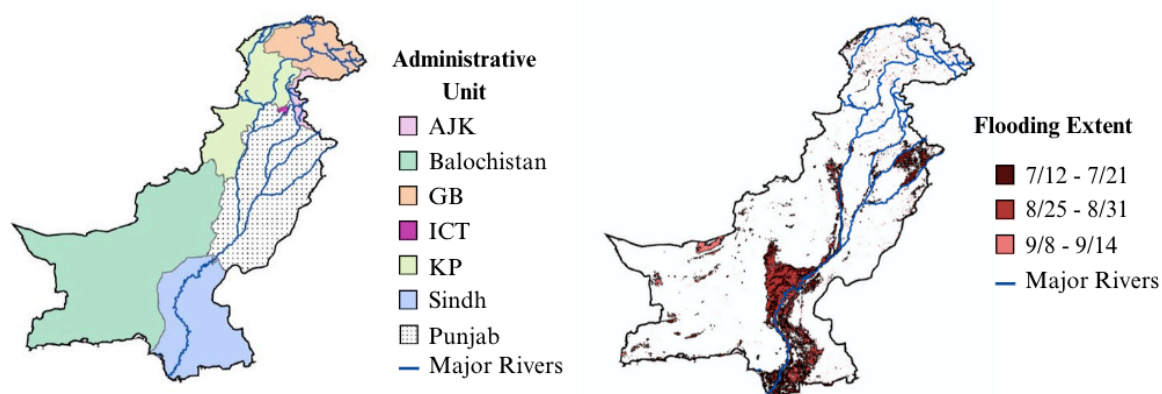 Administrative
Unit
AJK
Balochistan
GB
ICT
KP
Sindh
Punjab
Major Rivers
Flooding Extent
7/12 - 7/21
8/25 - 8/31
9/8 - 9/14
Major Rivers